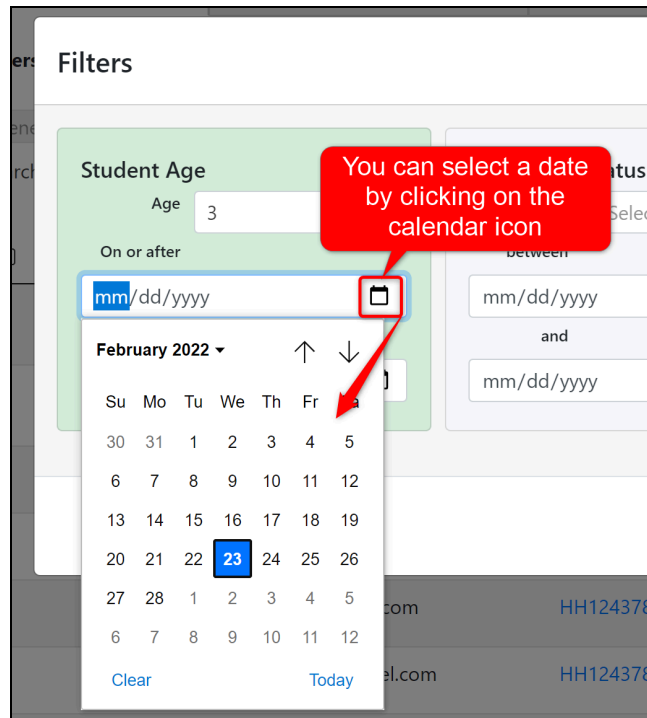 ers
Filters
Student Age
Age 3
You can select a date
by clicking on the
calendar icon
atus
Selec
On or after
between
mm/dd/yyyy
mm/dd/yyyy
and
mm/dd/yyyy
February 2022
Su Mo Tu We Th Fr Sa
30 31 1 2 3 4 5
6 7 8 9 10 11 12
13 14 15 16 17 18 19
20 21 22 23 24 25 26
27 28 1 2 3 4 5
6 7 8 9 10 11 12
Clear Today
com HH124378
el.com HH124378